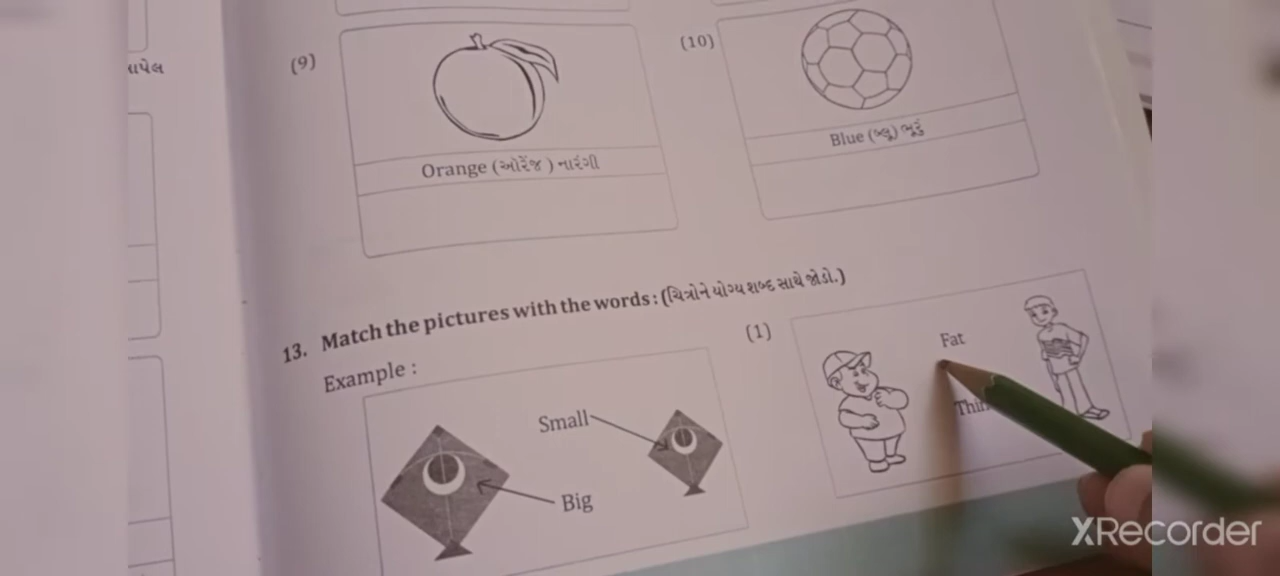 (9)
Orange (ઓરેંજ ) નારંગી
(10)
Blue (બ્લૂ) ભૂરું
13. Match the pictures with the words : (ચિત્રોને યોગ્ય શબ્દ સાથે જોડો.)
Example :
Small
Big
(1)
Fat
XRecorder